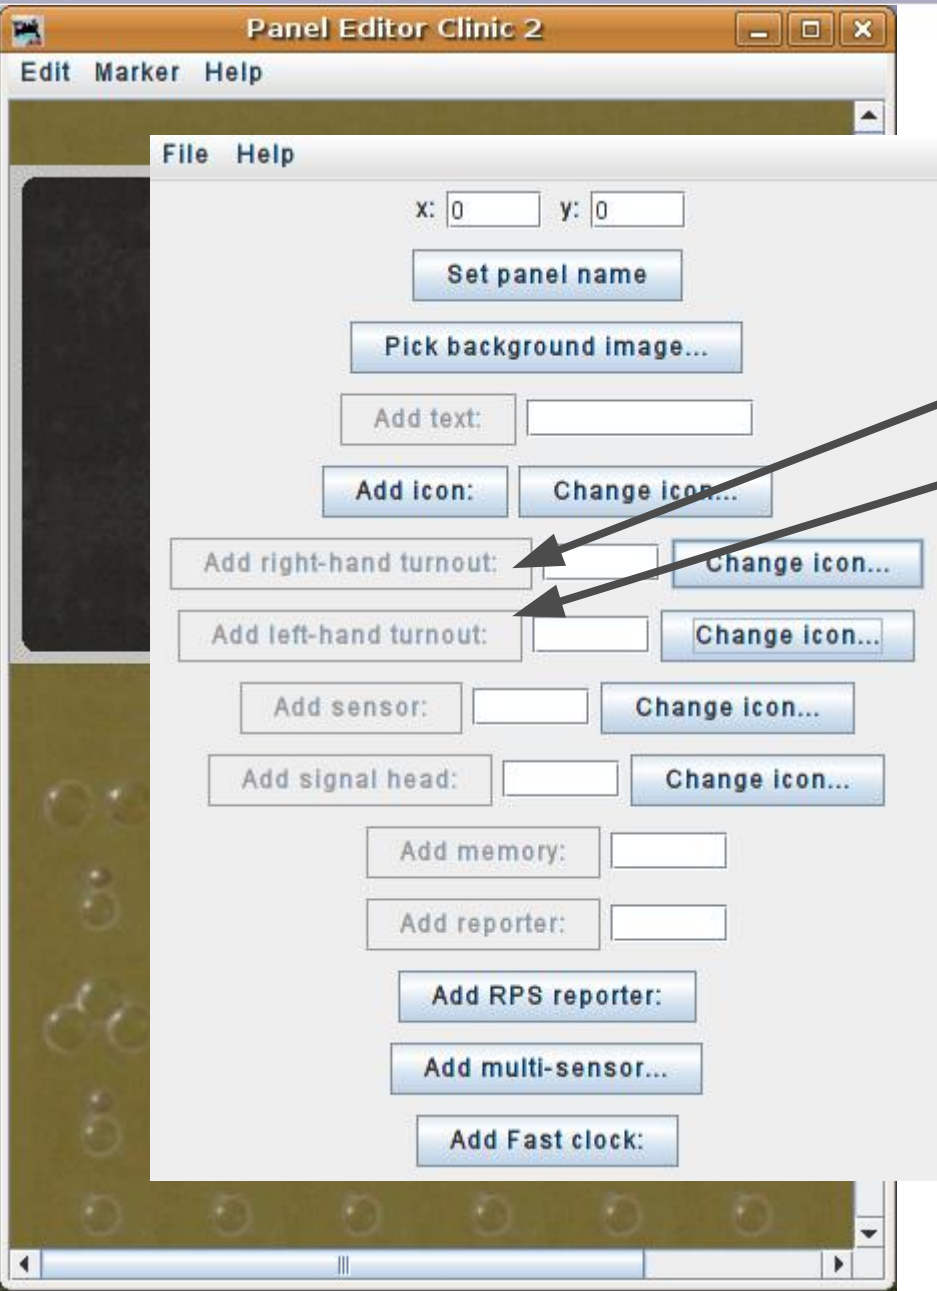 Panel Editor Clinic 2
Edit Marker Help
File Help
x: 0 y: 0
Set panel name
Pick background image...
Add text:
Add icon: Change icon...
Add right-hand turnout: Change icon...
Add left-hand turnout: Change icon...
Add sensor: Change icon...
Add signal head: Change icon...
Add memory:
Add reporter:
Add RPS reporter:
Add multi-sensor...
Add Fast clock: